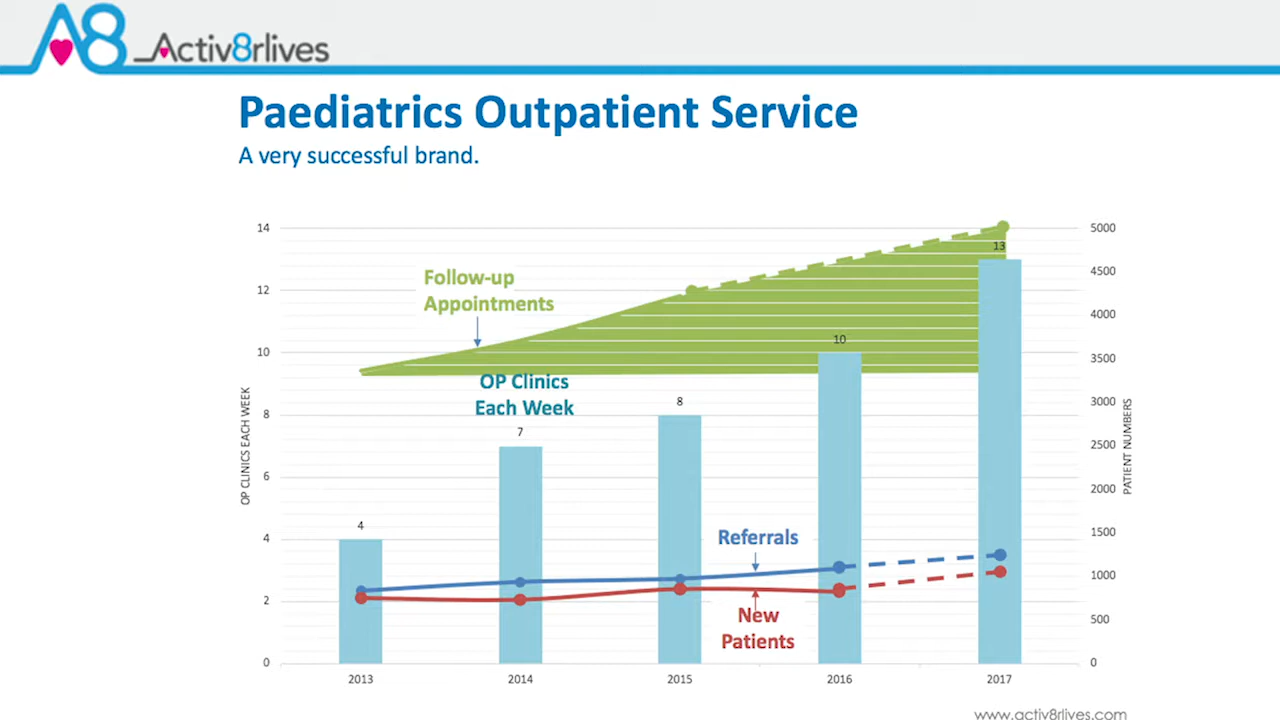 A8 Activ8rlives
Paediatrics Outpatient Service
A very successful brand.
14
12
10
8
6
4
2
0
OP CLINICS EACH WEEK
5000
4500
4000
3500
3000
2500
2000
1500
1000
500
0
PATIENT NUMBERS
Follow-up
Appointments
OP Clinics
Each Week
4
7
8
10
13
Referrals
New
Patients
2013
2014
2015
2016
2017
www.activ8rlives.com